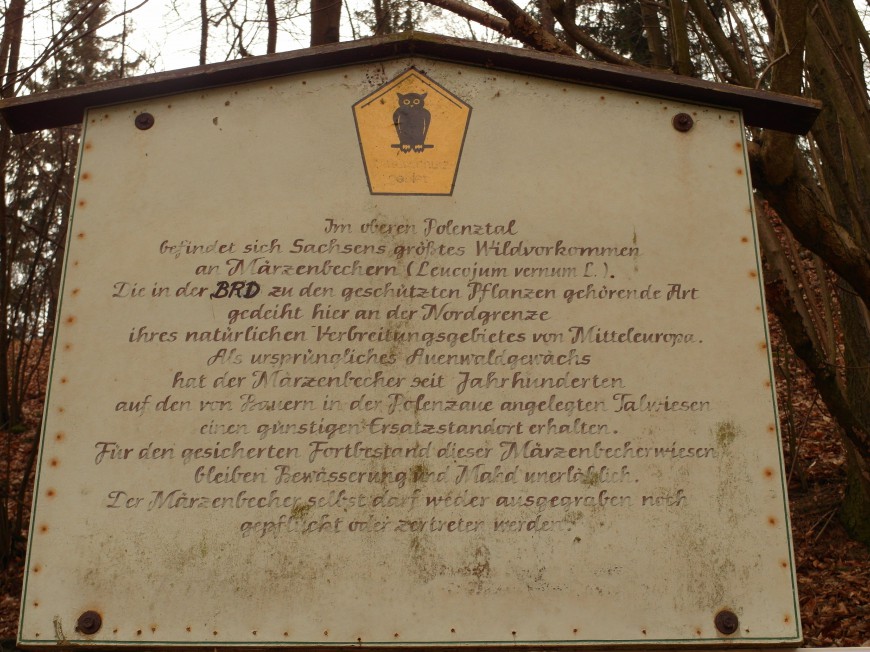 Im oberen Polenztal
befindet sich Sachsens größtes Wildvorkommen
an Märzenbechern (Leucojum vernum L.).
Die in der BRD zu den geschützten Pflanzen gehörende Art
gedeiht hier an der Nordgrenze
ihres natürlichen Verbreitungsgebietes von Mitteleuropa.
Als ursprüngliches Auenwaldgewächs
hat der Märzenbecher seit Jahrhunderten
auf den von Bauern in der Polenzaue angelegten Talwiesen
einen günstigen Ersatzstandort erhalten.
Für den gesicherten Fortbestand dieser Märzenbecherwiesen
bleiben Bewässerung und Mahd unerläßlich.
Der Märzenbecher selbst darf weder ausgegraben noch
gepflückt oder zertreten werden.